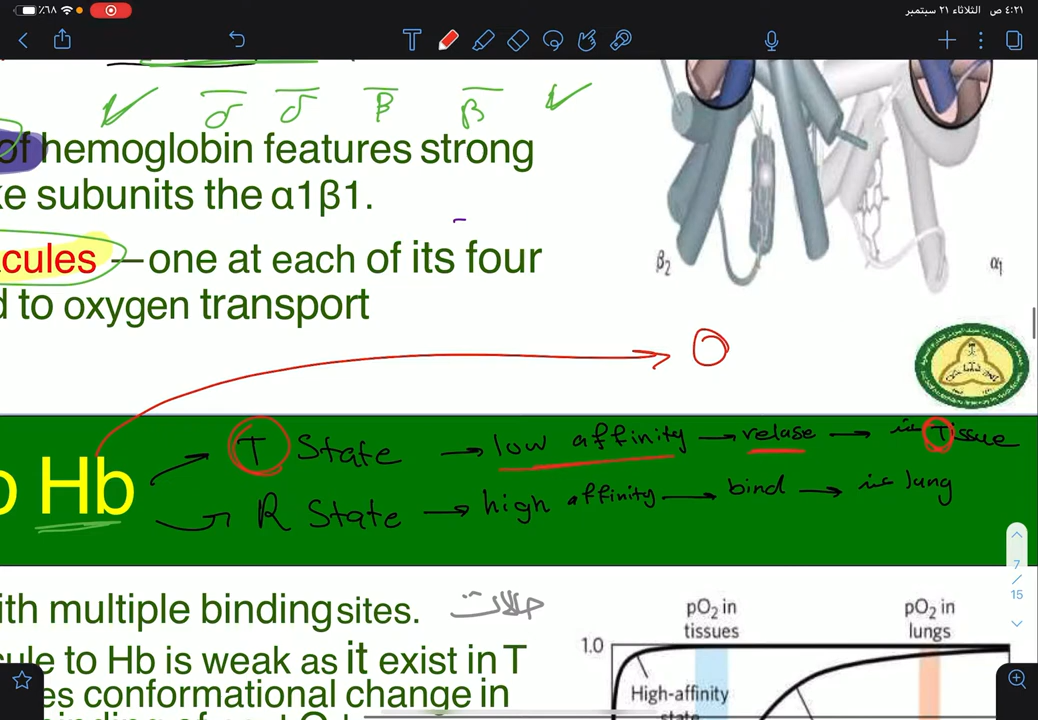 ٤:٢١ ص الثلاثاء ٢١ سبتمبر
٪٦٨
σ σ β β
of hemoglobin features strong
ke subunits the α1β1.
cules —one at each of its four
d to oxygen transport
β₂
α₁
O
T State → low affinity → relase → in Tissue
o Hb
R State → high affinity → bind → in lung
ith multiple binding sites. حالات
cule to Hb is weak as it exist in T
es conformational change in
pO₂ in tissues
pO₂ in lungs
1.0
High-affinity
state
7
/
15